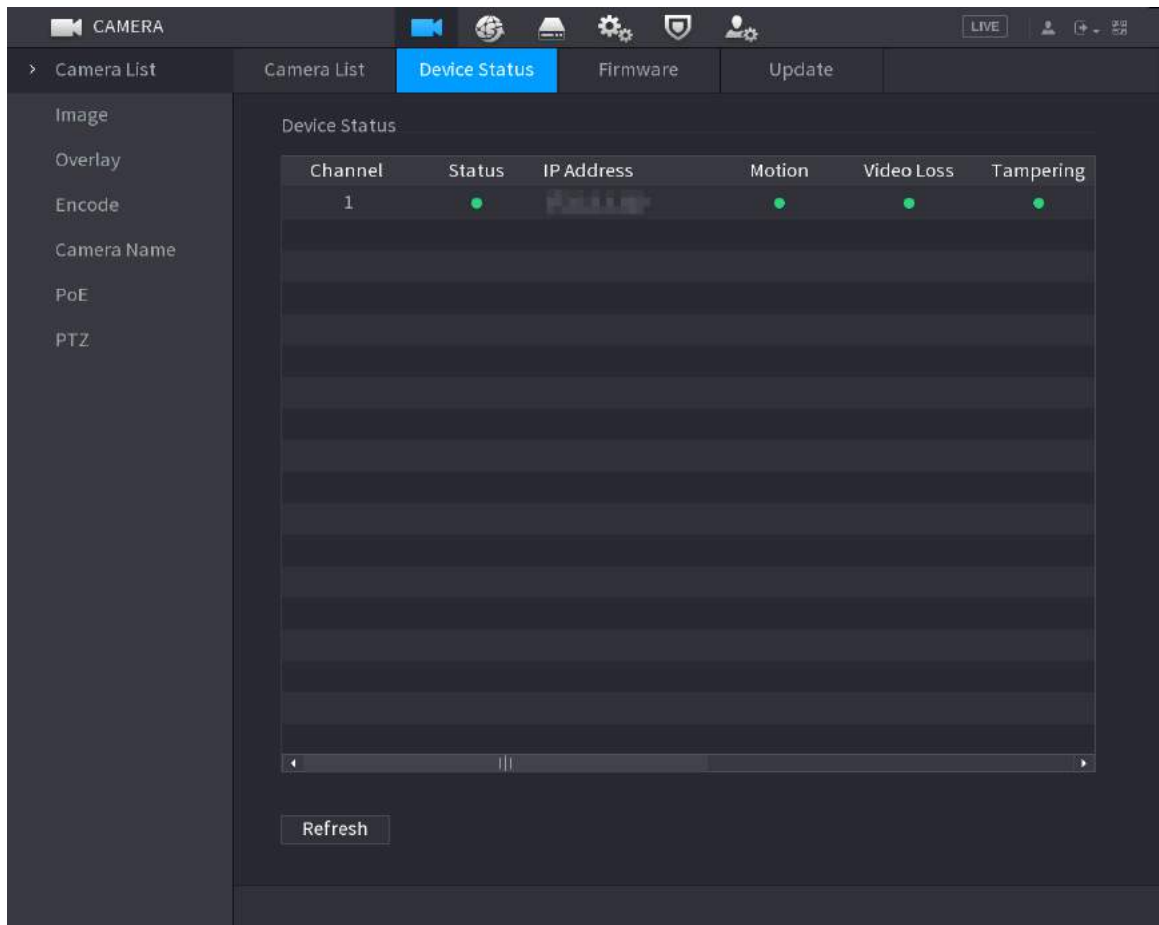 CAMERA LIVE
Camera List Camera List Device Status Firmware Update
Image
Device Status
Overlay
Channel Status IP Address Motion Video Loss Tampering
Encode
1
Camera Name
PoE
PTZ
Refresh